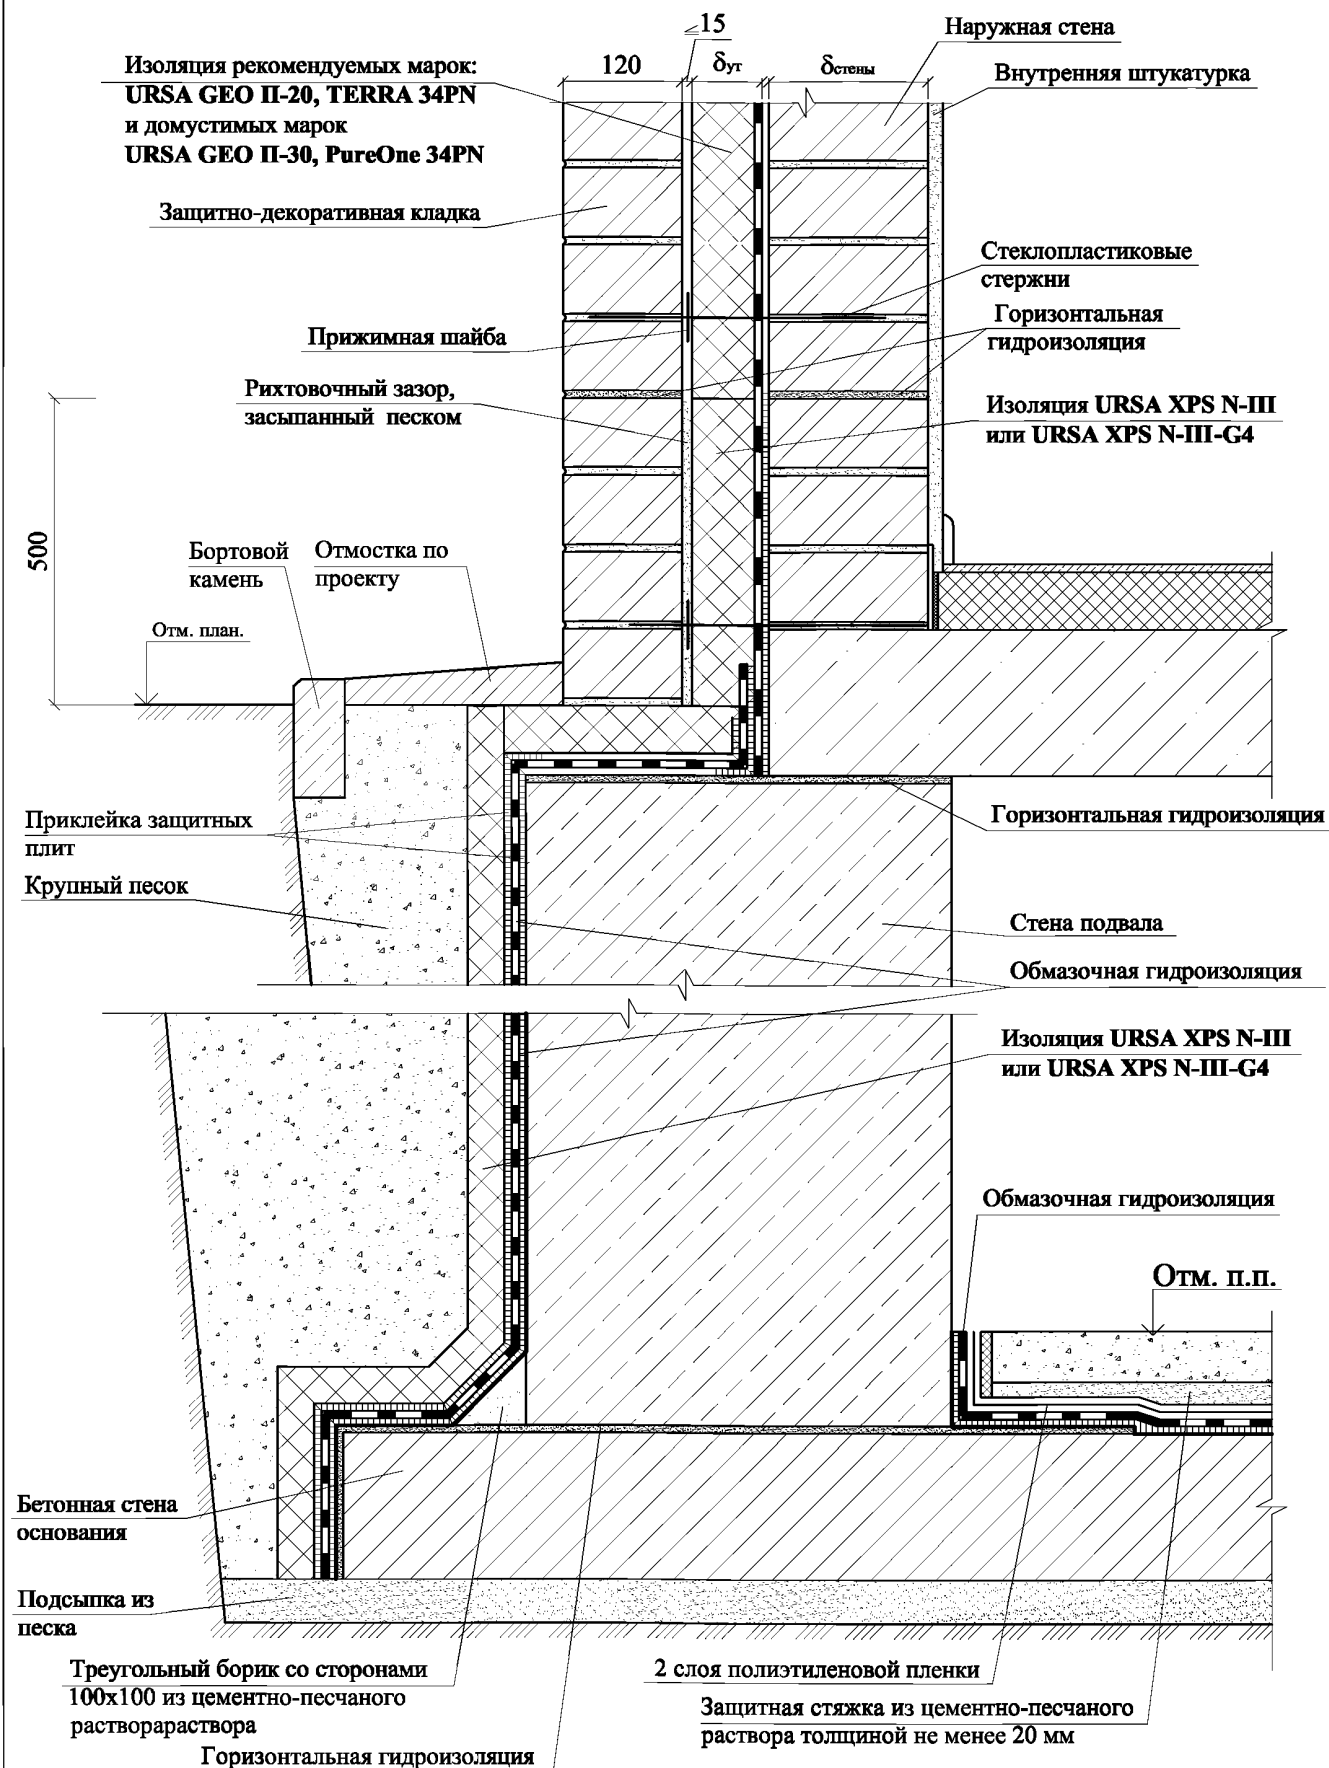 ≤15
Наружная стена
Изоляция рекомендуемых марок:
URSA GEO П-20, TERRA 34PN
и домустимых марок
URSA GEO П-30, PureOne 34PN
120
δут
δстены
Внутренняя штукатурка
Защитно-декоративная кладка
Стеклопластиковые
стержни
Прижимная шайба
Горизонтальная
гидроизоляция
Рихтовочный зазор,
засыпанный песком
Изоляция URSA XPS N-III
или URSA XPS N-III-G4
500
Бортовой
камень
Отмостка по
проекту
Отм. план.
Приклейка защитных
плит
Горизонтальная гидроизоляция
Крупный песок
Стена подвала
Обмазочная гидроизоляция
Изоляция URSA XPS N-III
или URSA XPS N-III-G4
Обмазочная гидроизоляция
Отм. п.п.
Бетонная стена
основания
Подсыпка из
песка
Треугольный борик со сторонами
100х100 из цементно-песчаного
растворараствора
2 слоя полиэтиленовой пленки
Защитная стяжка из цементно-песчаного
раствора толщиной не менее 20 мм
Горизонтальная гидроизоляция